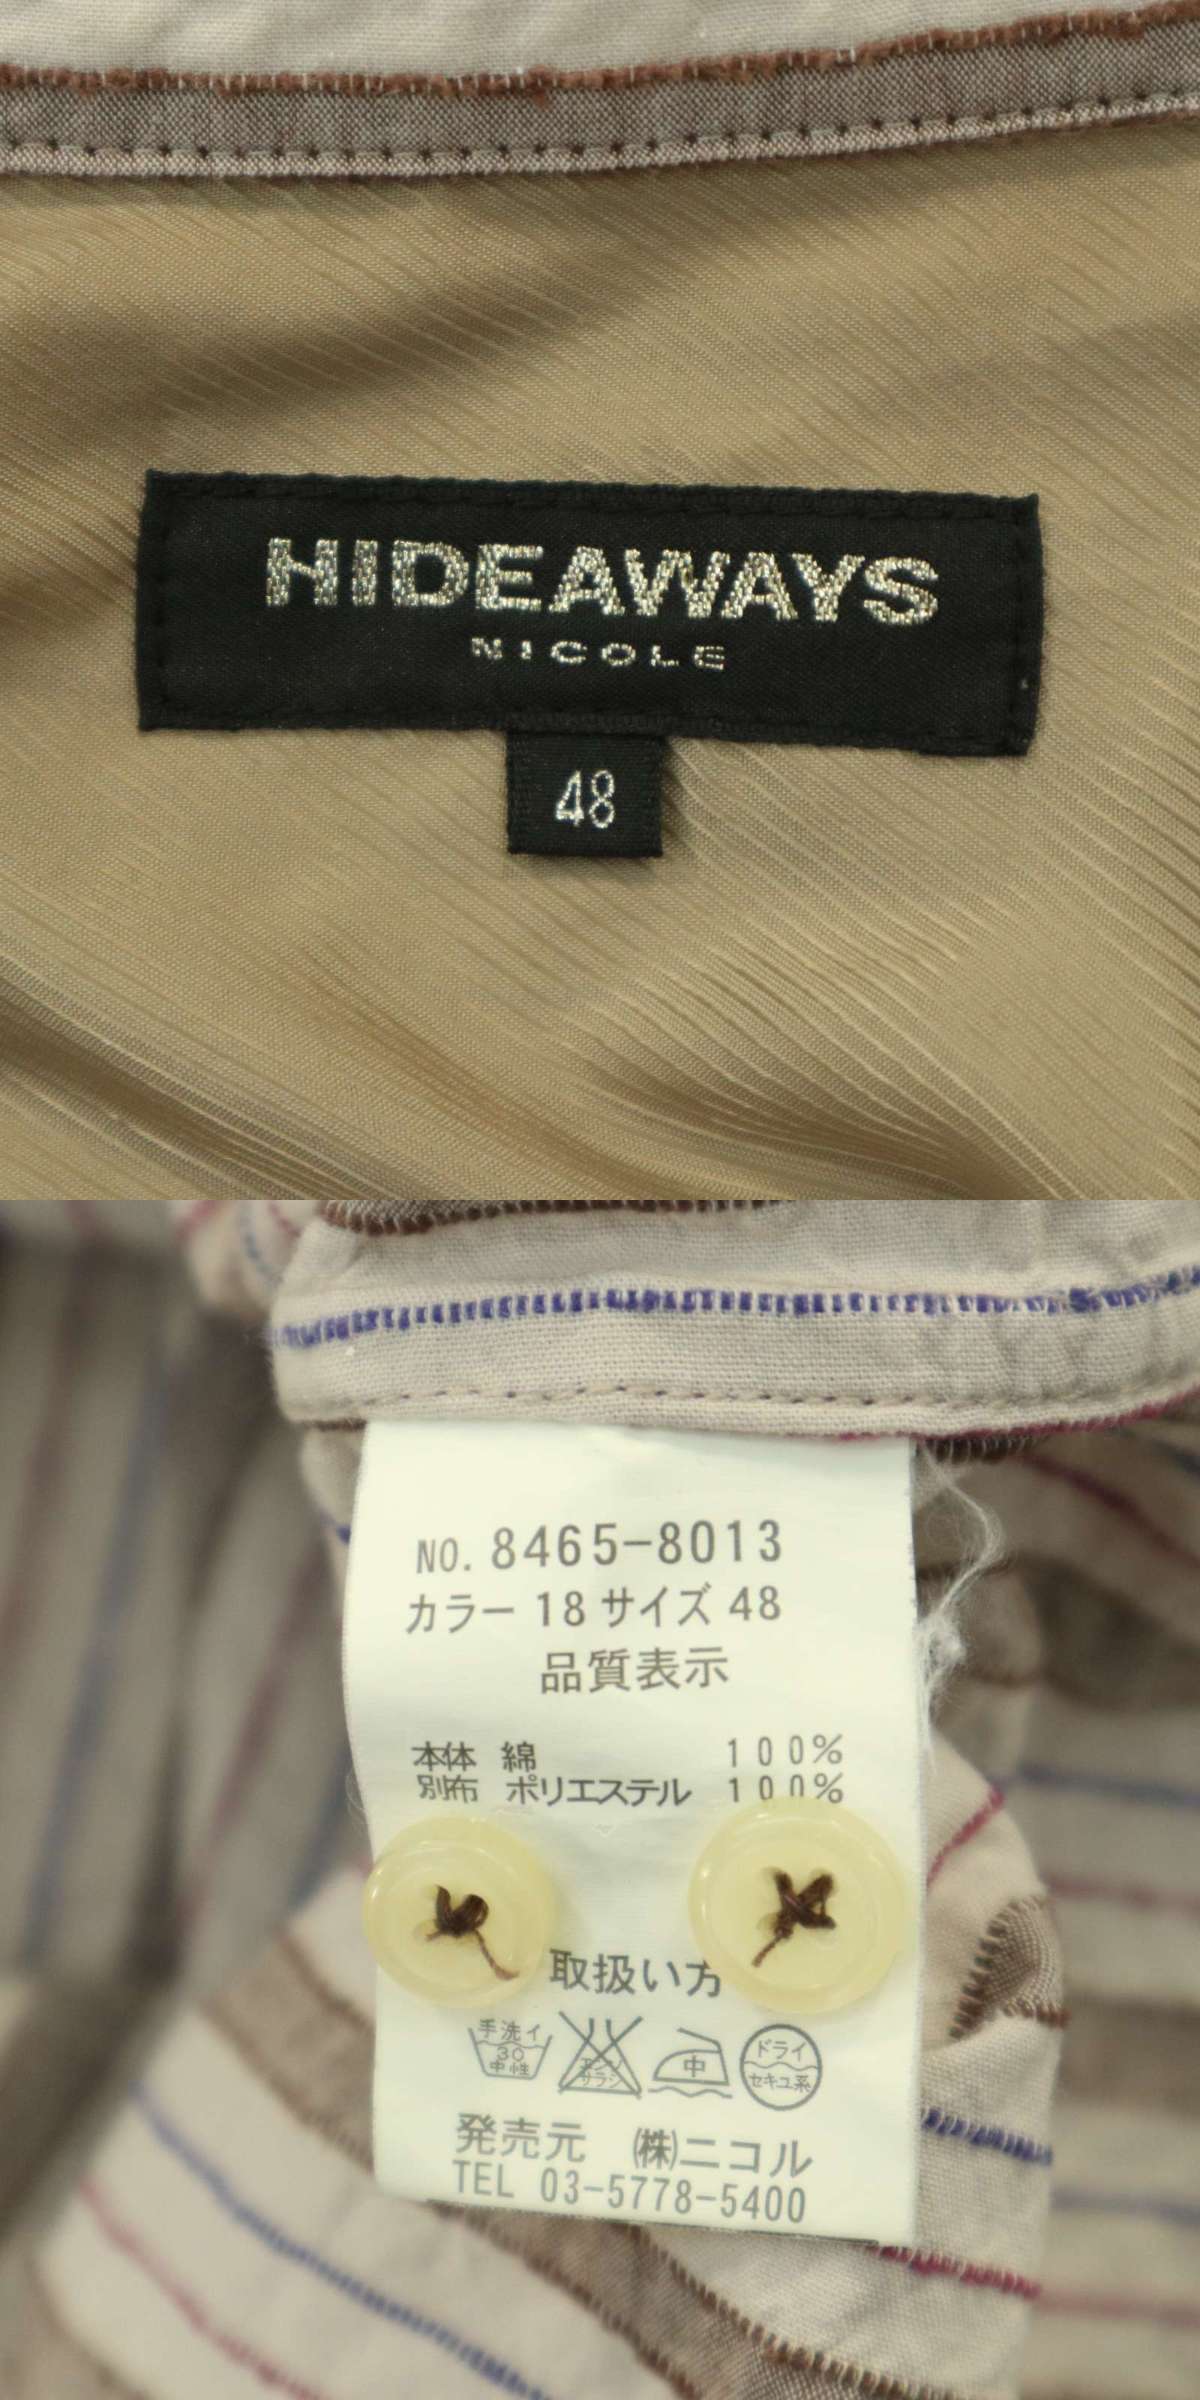 HIDEAWAYS
NICOLE
48
NO. 8465-8013
カラー 18 サイズ 48
品質表示
本体 綿 100%
別布 ポリエステル 100%
取扱い方
手洗イ
30
中性
エンソ
サラシ
中
ドライ
セキユ系
発売元 ㈱ニコル
TEL 03-5778-5400